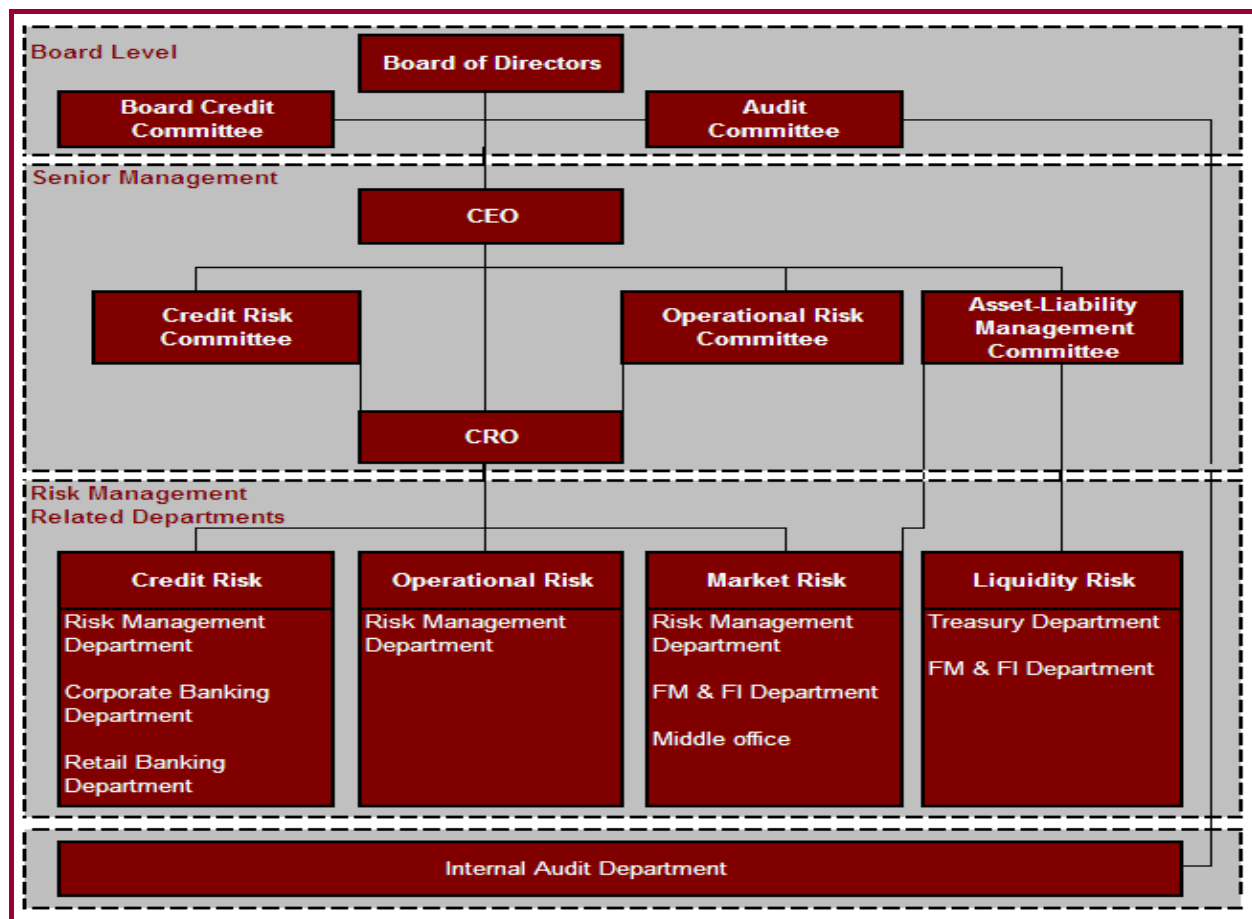 Board Level
Board of Directors
Board Credit
Committee
Audit
Committee
Senior Management
CEO
Credit Risk
Committee
Operational Risk
Committee
Asset-Liability
Management
Committee
CRO
Risk Management
Related Departments
Credit Risk
Risk Management
Department
Corporate Banking
Department
Retail Banking
Department
Operational Risk
Risk Management
Department
Market Risk
Risk Management
Department
FM & FI Department
Middle office
Liquidity Risk
Treasury Department
FM & FI Department
Internal Audit Department